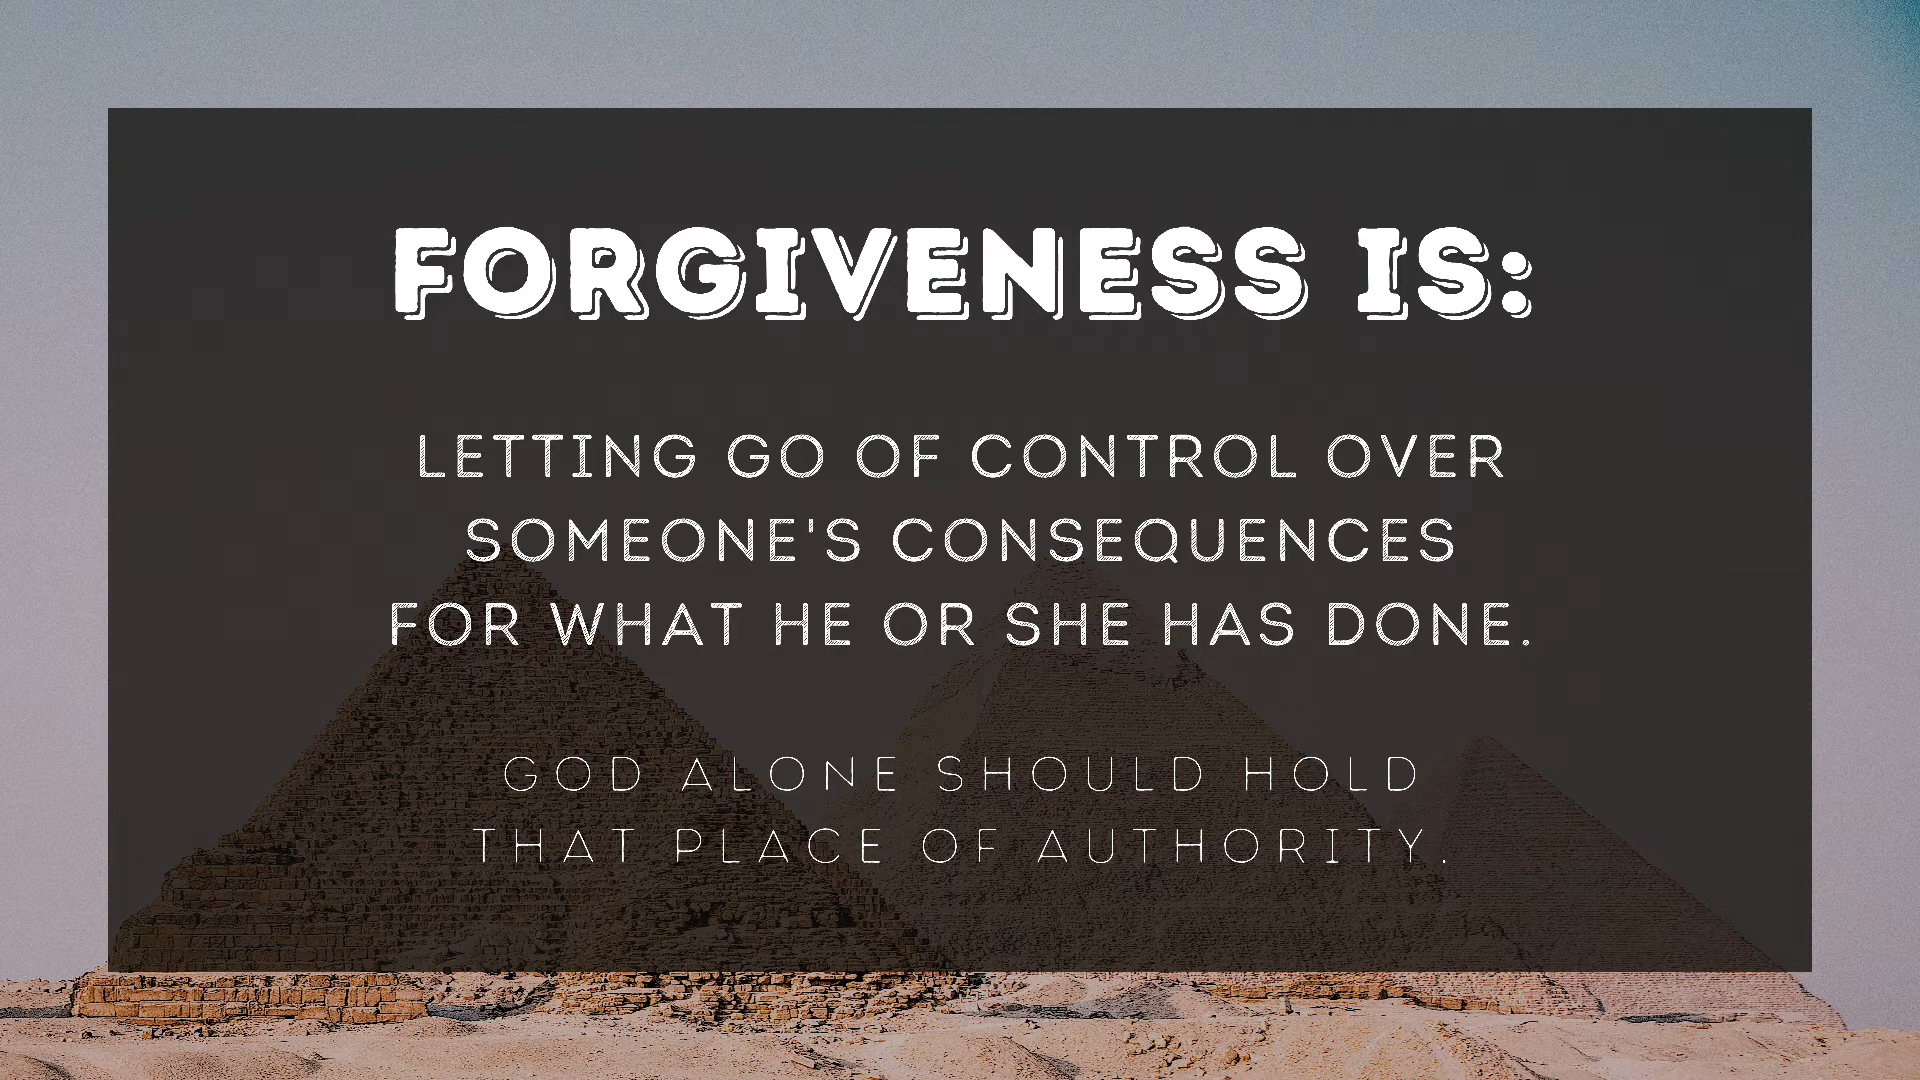 FORGIVENESS IS:
LETTING GO OF CONTROL OVER
SOMEONE'S CONSEQUENCES
FOR WHAT HE OR SHE HAS DONE.
GOD ALONE SHOULD HOLD
THAT PLACE OF AUTHORITY.